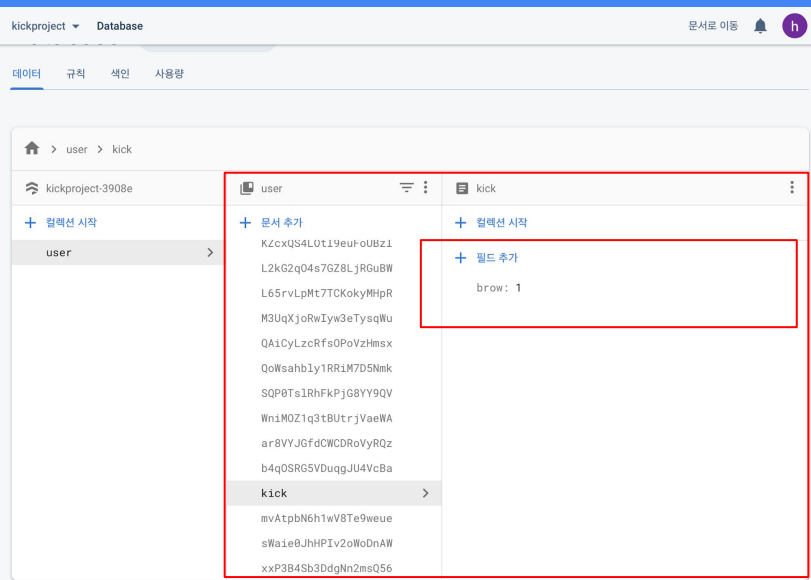 kickproject
Database
문서로 이동
h
데이터
규칙
색인
사용량
user > kick
kickproject-3908e
user
kick
+ 컬렉션 시작
+ 문서 추가
+ 컬렉션 시작
user
KZcxQS4LOtI9euFoUBzI
+ 필드 추가
L2kG2qO4s7GZ8LjRGuBW
brow: 1
L65rvLpMt7TCKokyMHpR
M3UqXjoRwIyw3eTysqWu
QAiCyLzcRfsOPoVzHmsx
QoWsahbly1RRiM7D5Nmk
SQP0TslRhFkPjG8YY9QV
WniMOZ1q3tBUtrjVaeWA
ar8VYJGfdCWCDRoVyRQz
b4qOSRG5VDuqgJU4VcBa
kick
mvAtpbN6h1wV8Te9weue
sWaie0JhHPIv2oWoDnAW
xxP3B4Sb3DdgNn2msQ56